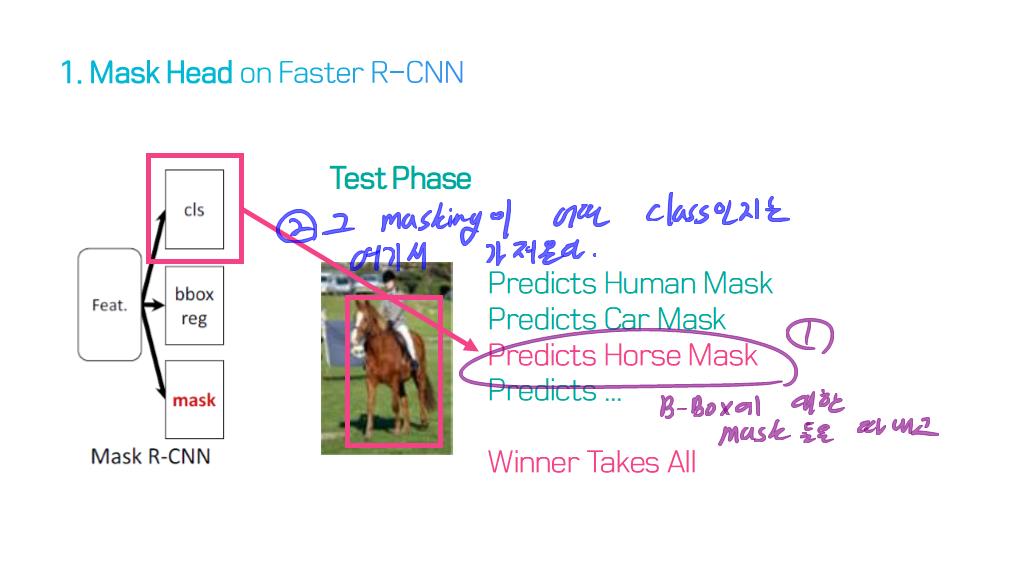 1. Mask Head on Faster R-CNN
cls
Feat.
bbox
reg
mask
Mask R-CNN
Test Phase
② 그 masking이 어떤 class인지는
여기서 가져온다.
Predicts Human Mask
Predicts Car Mask
Predicts Horse Mask
①
Predicts ...
B-Box에 대한
mask 들을 따내고
Winner Takes All